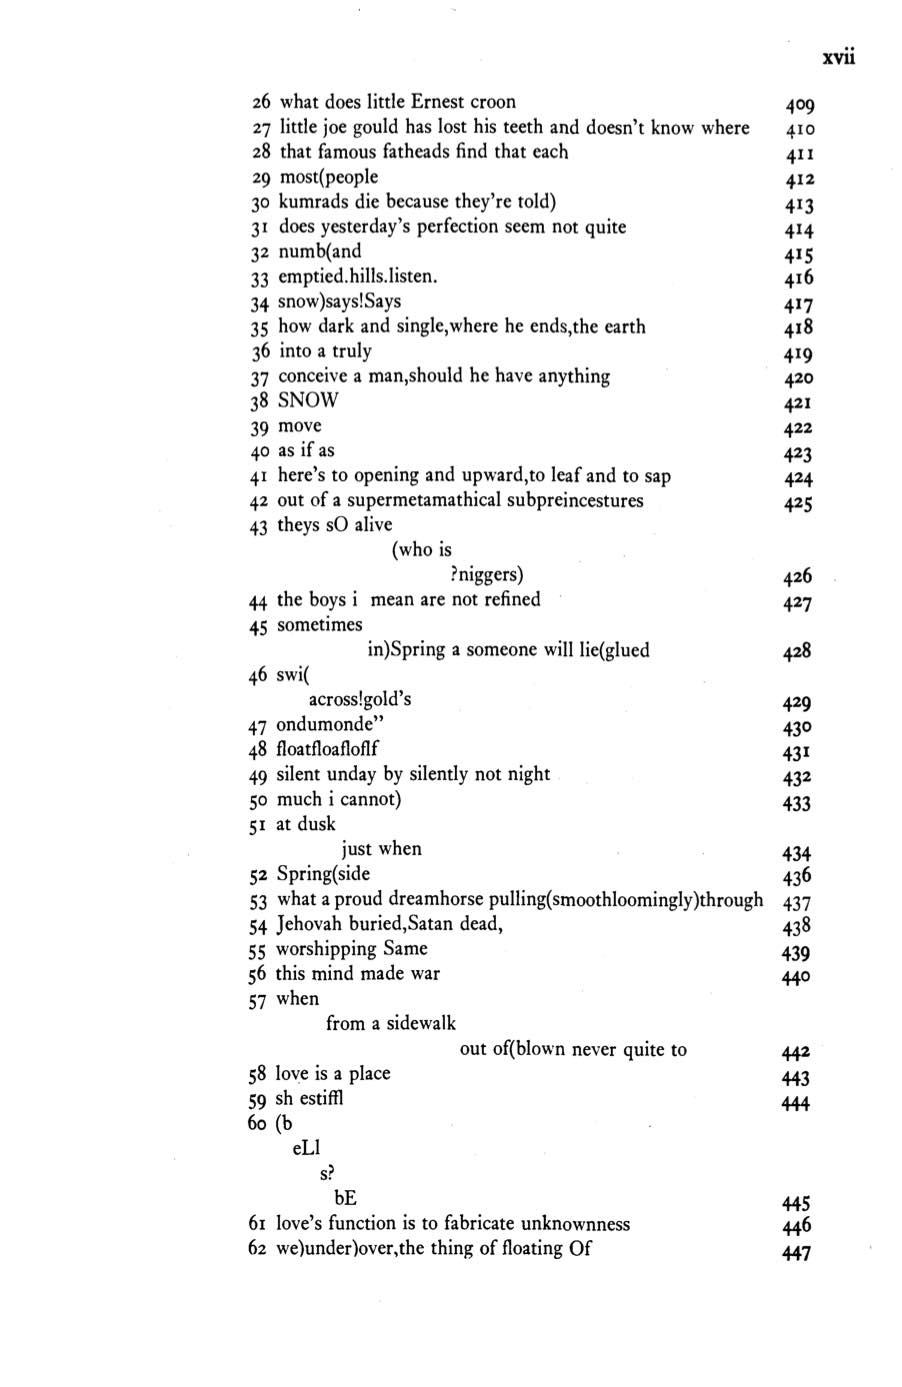 xvii
26 what does little Ernest croon 409
27 little joe gould has lost his teeth and doesn't know where 410
28 that famous fatheads find that each 411
29 most(people 412
30 kumrads die because they're told) 413
31 does yesterday's perfection seem not quite 414
32 numb(and 415
33 emptied.hills.listen. 416
34 snow)says!Says 417
35 how dark and single,where he ends,the earth 418
36 into a truly 419
37 conceive a man,should he have anything 420
38 SNOW 421
39 move 422
40 as if as 423
41 here's to opening and upward,to leaf and to sap 424
42 out of a supermetamathical subpreincestures 425
43 theys sO alive
(who is
?niggers) 426
44 the boys i mean are not refined 427
45 sometimes
in)Spring a someone will lie(glued 428
46 swi(
across!gold's 429
47 ondumonde” 430
48 floatfloafloflf 431
49 silent unday by silently not night 432
50 much i cannot) 433
51 at dusk
just when 434
52 Spring(side 436
53 what a proud dreamhorse pulling(smoothloomingly)through 437
54 Jehovah buried,Satan dead, 438
55 worshipping Same 439
56 this mind made war 440
57 when
from a sidewalk
out of(blown never quite to 442
58 love is a place 443
59 sh estiffl 444
60 (b
eLl
s?
bE 445
61 love's function is to fabricate unknownness 446
62 we)under)over,the thing of floating Of 447